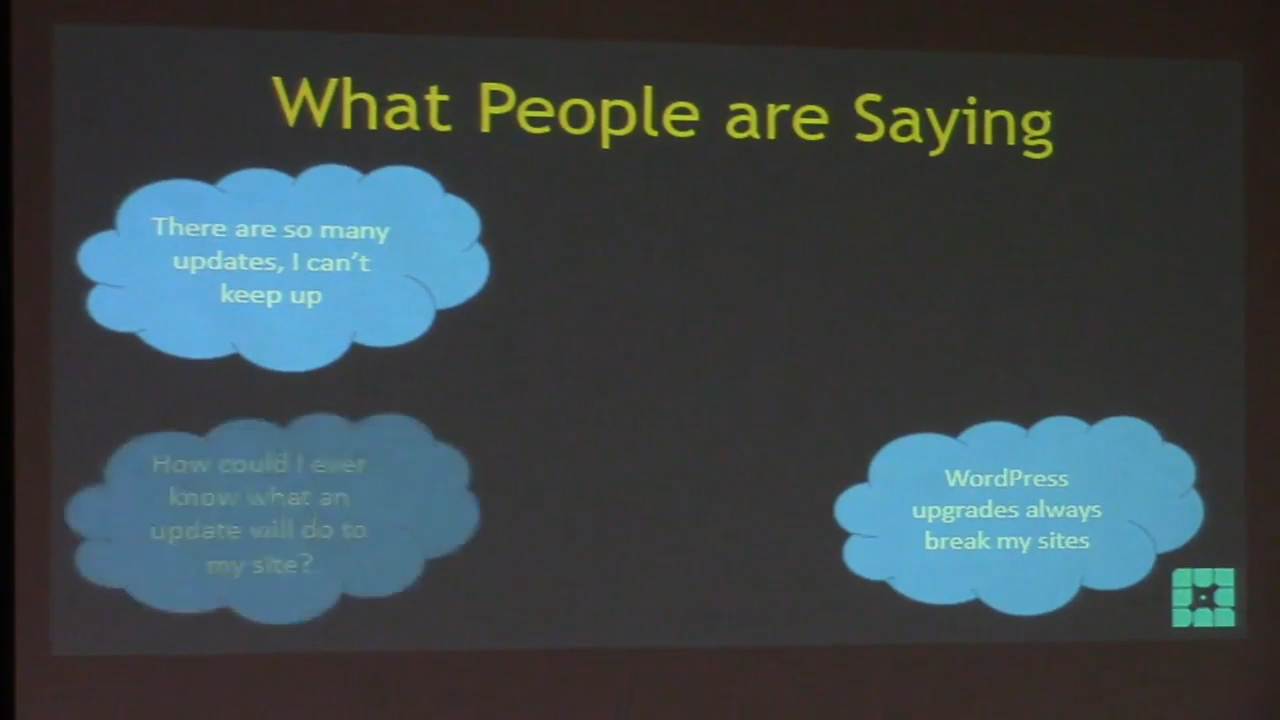 What People are Saying
There are so many
updates, I can't
keep up
How could I ever
know what an
update will do to
my site?
WordPress
upgrades always
break my sites